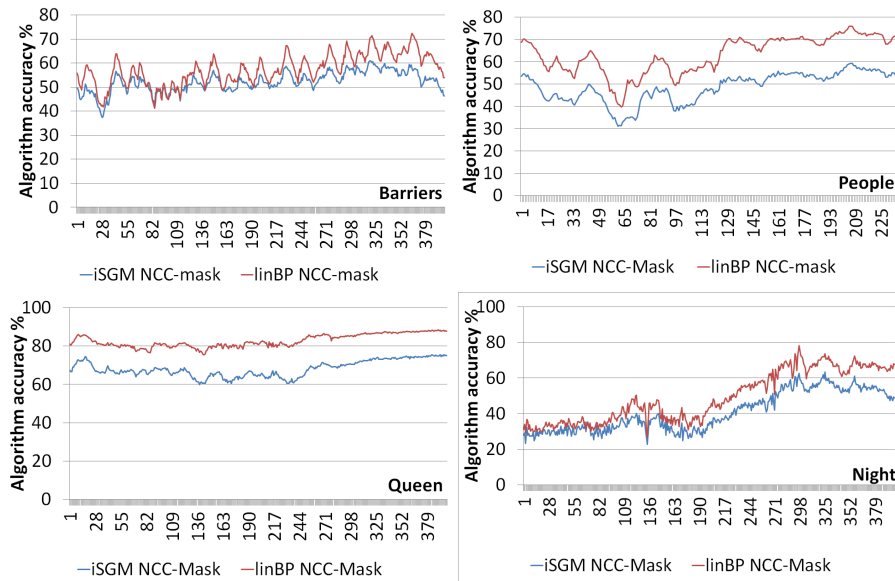 Algorithm accuracy %
80
70
60
50
40
30
20
10
0
Barriers
1 28 55 82 109 136 163 190 217 244 271 298 325 352 379
iSGM NCC-mask linBP NCC-mask
Algorithm accuracy %
80
70
60
50
40
30
20
10
0
People
1 17 33 49 65 81 97 113 129 145 161 177 193 209 225
iSGM NCC-Mask linBP NCC-mask
Algorithm accuracy %
100
80
60
40
20
0
Queen
1 28 55 82 109 136 163 190 217 244 271 298 325 352 379
iSGM NCC-Mask linBP NCC-Mask
Algorithm accuracy %
100
80
60
40
20
0
Night
1 28 55 82 109 136 163 190 217 244 271 298 325 352 379
iSGM NCC-Mask linBP NCC-Mask